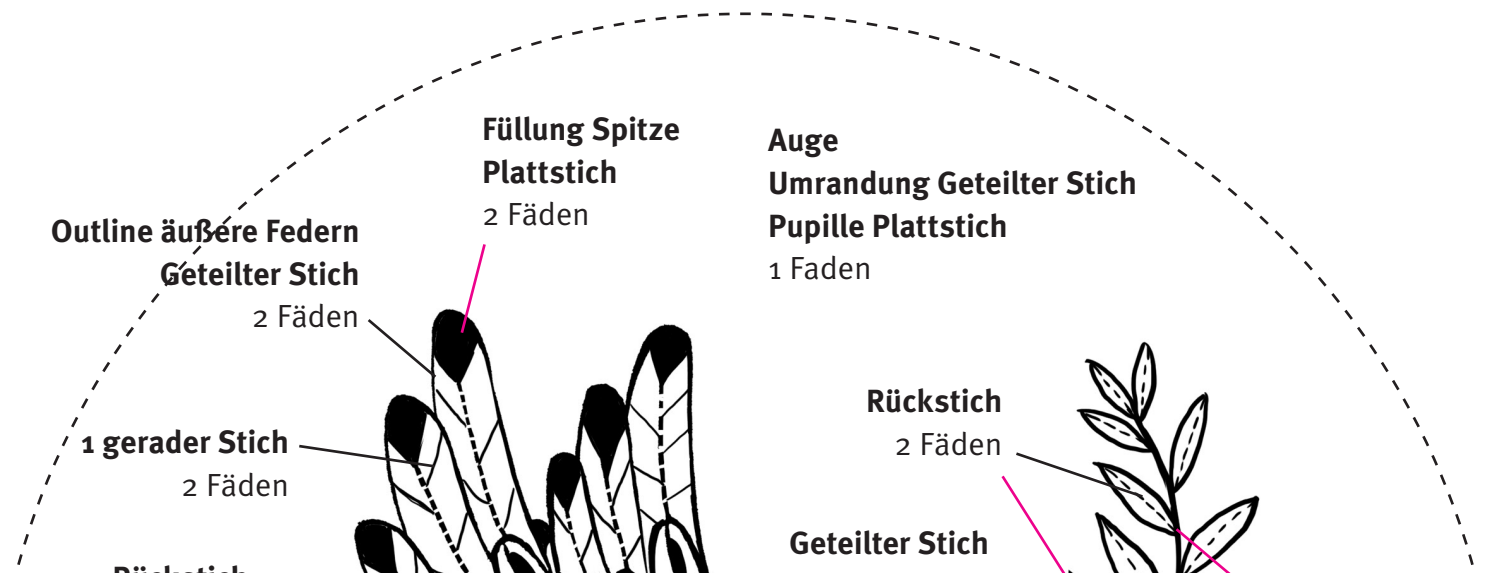 Füllung Spitze
Plattstich
2 Fäden
Auge
Umrandung Geteilter Stich
Pupille Plattstich
1 Faden
Outline äußere Federn
Geteilter Stich
2 Fäden
Rückstich
2 Fäden
1 gerader Stich
2 Fäden
Geteilter Stich
Rückstich